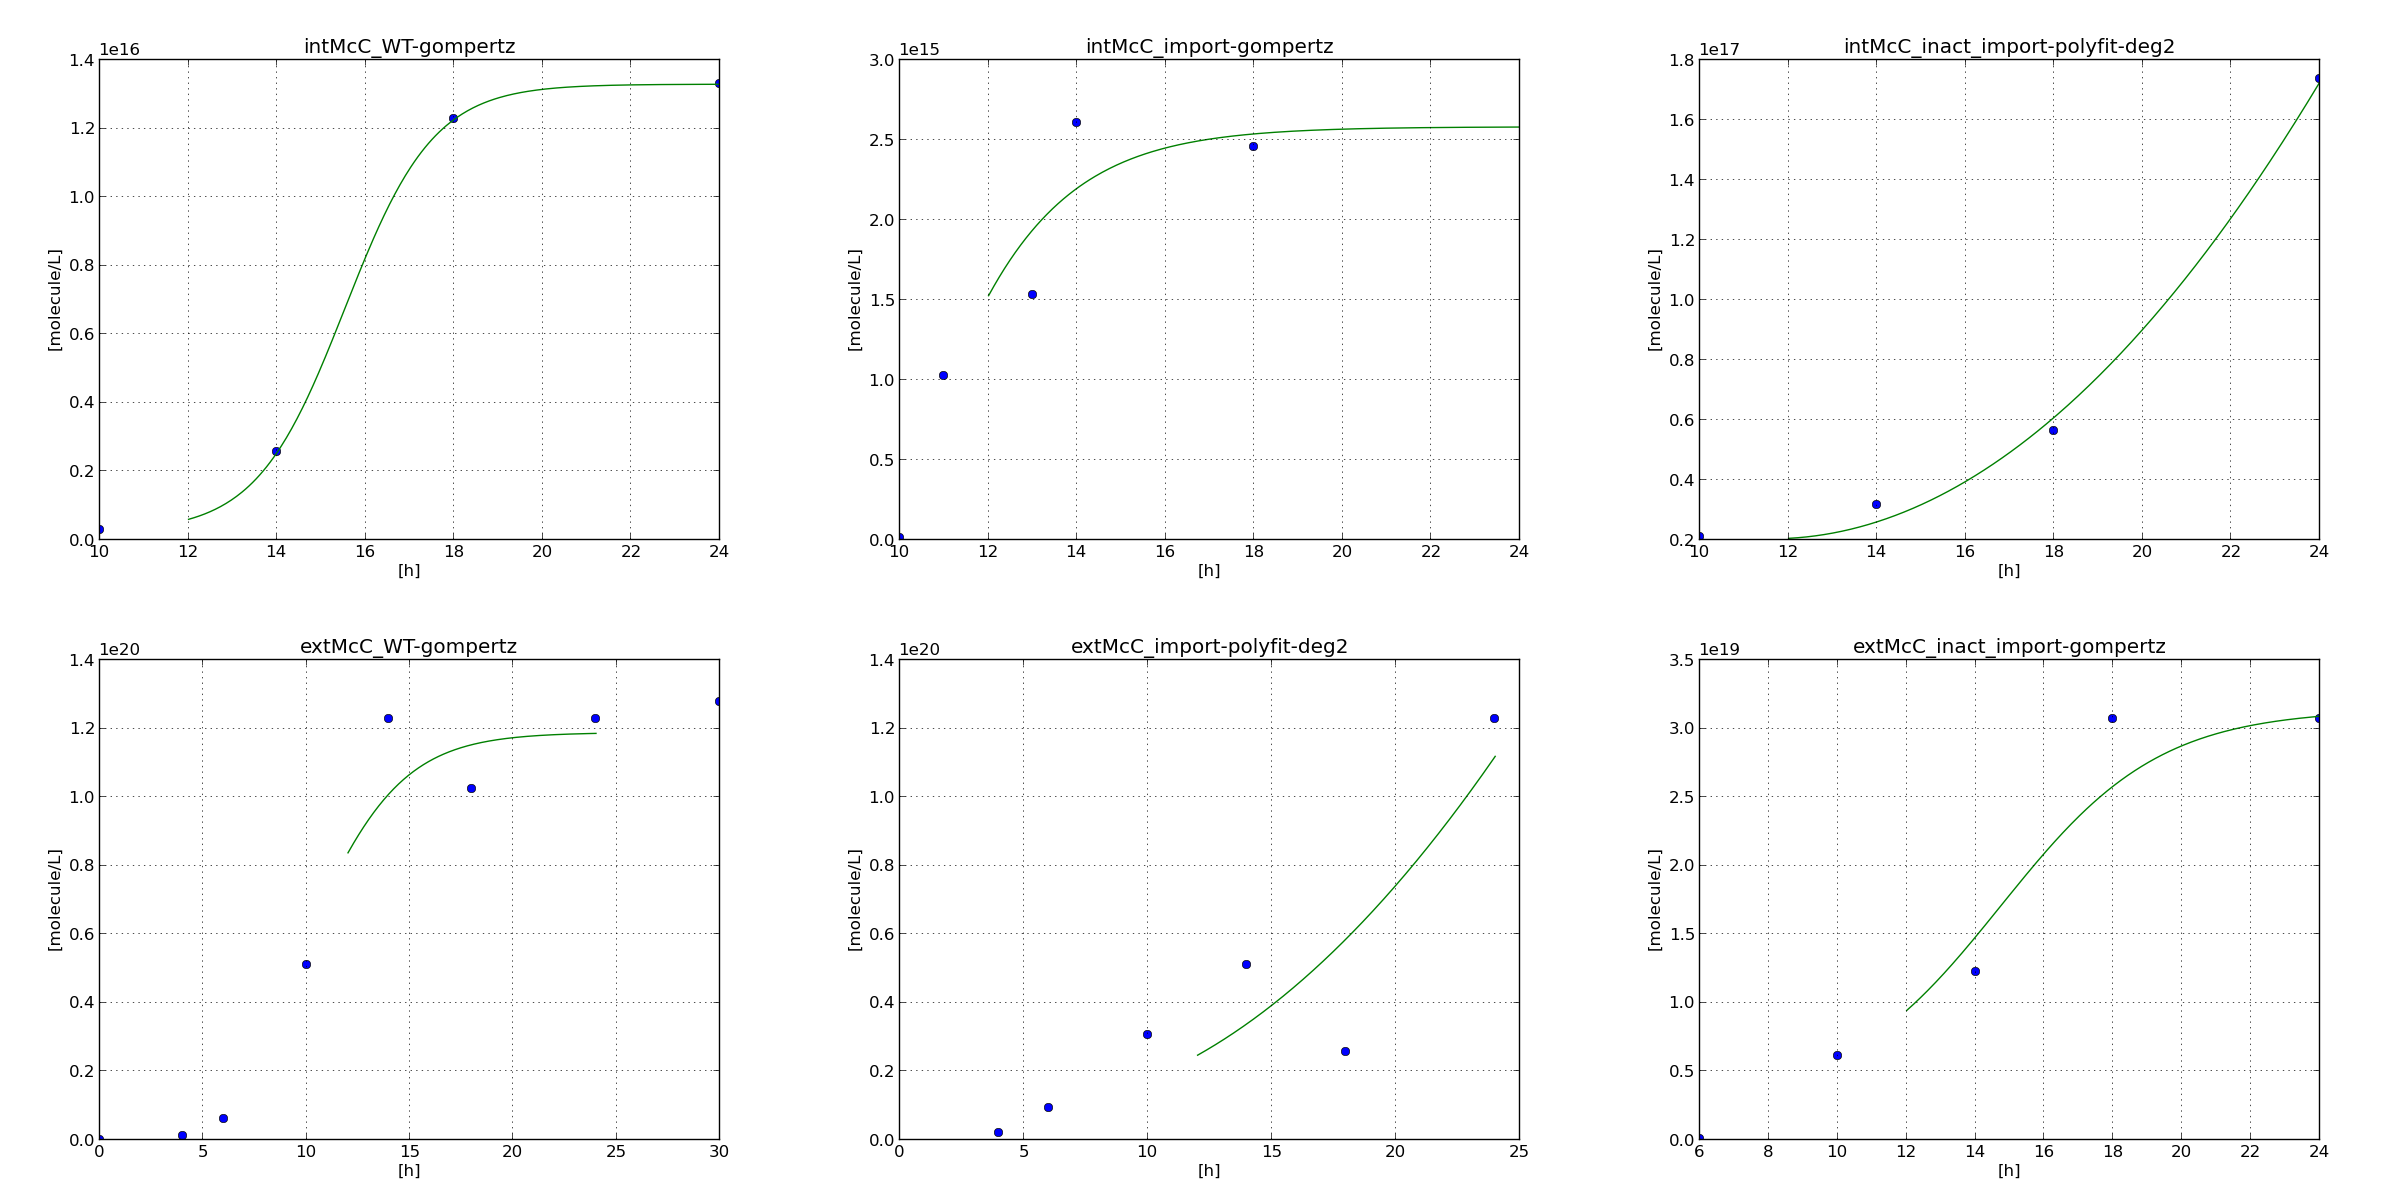 intMcC_WT-gompertz
1e16
1.4
1.2
1.0
0.8
0.6
0.4
0.2
0.0
[molecule/L]
10 12 14 16 18 20 22 24
[h]
intMcC_import-gompertz
1e15
3.0
2.5
2.0
1.5
1.0
0.5
0.0
[molecule/L]
10 12 14 16 18 20 22 24
[h]
intMcC_inact_import-polyfit-deg2
1e17
1.8
1.6
1.4
1.2
1.0
0.8
0.6
0.4
0.2
[molecule/L]
10 12 14 16 18 20 22 24
[h]
extMcC_WT-gompertz
1e20
1.4
1.2
1.0
0.8
0.6
0.4
0.2
0.0
[molecule/L]
0 5 10 15 20 25 30
[h]
extMcC_import-polyfit-deg2
1e20
1.4
1.2
1.0
0.8
0.6
0.4
0.2
0.0
[molecule/L]
0 5 10 15 20 25
[h]
extMcC_inact_import-gompertz
1e19
3.5
3.0
2.5
2.0
1.5
1.0
0.5
0.0
[molecule/L]
6 8 10 12 14 16 18 20 22 24
[h]